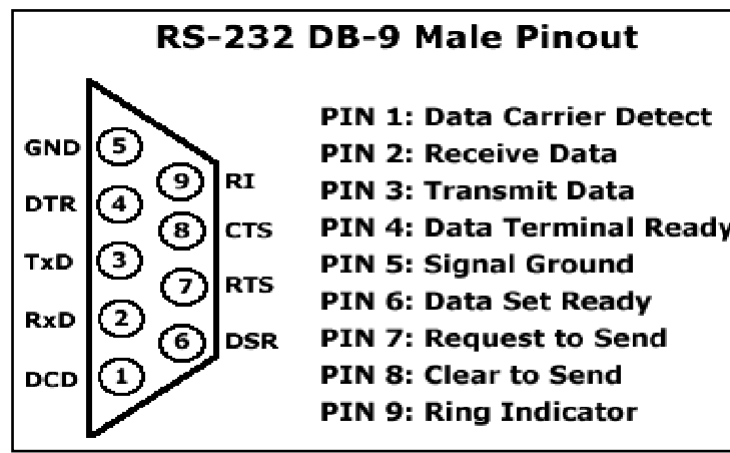 RS-232 DB-9 Male Pinout
GND 5
9 RI
DTR 4
8 CTS
TxD 3
7 RTS
RxD 2
6 DSR
DCD 1
PIN 1: Data Carrier Detect
PIN 2: Receive Data
PIN 3: Transmit Data
PIN 4: Data Terminal Ready
PIN 5: Signal Ground
PIN 6: Data Set Ready
PIN 7: Request to Send
PIN 8: Clear to Send
PIN 9: Ring Indicator